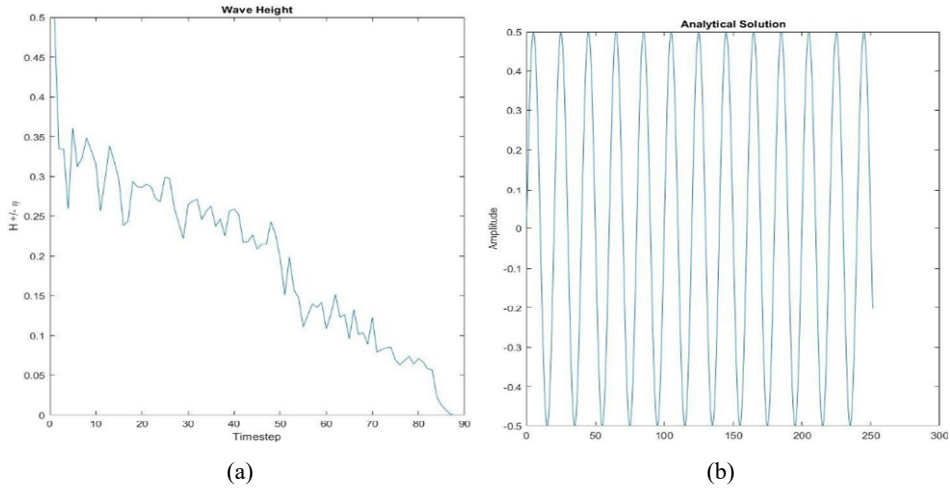 Wave Height
0.5
0.45
0.4
0.35
0.3
0.25
0.2
0.15
0.1
0.05
0
H +/- η
0 10 20 30 40 50 60 70 80 90
Timestep
(a)
Analytical Solution
0.5
0.4
0.3
0.2
0.1
0
-0.1
-0.2
-0.3
-0.4
-0.5
Amplitude
0 50 100 150 200 250 300
(b)